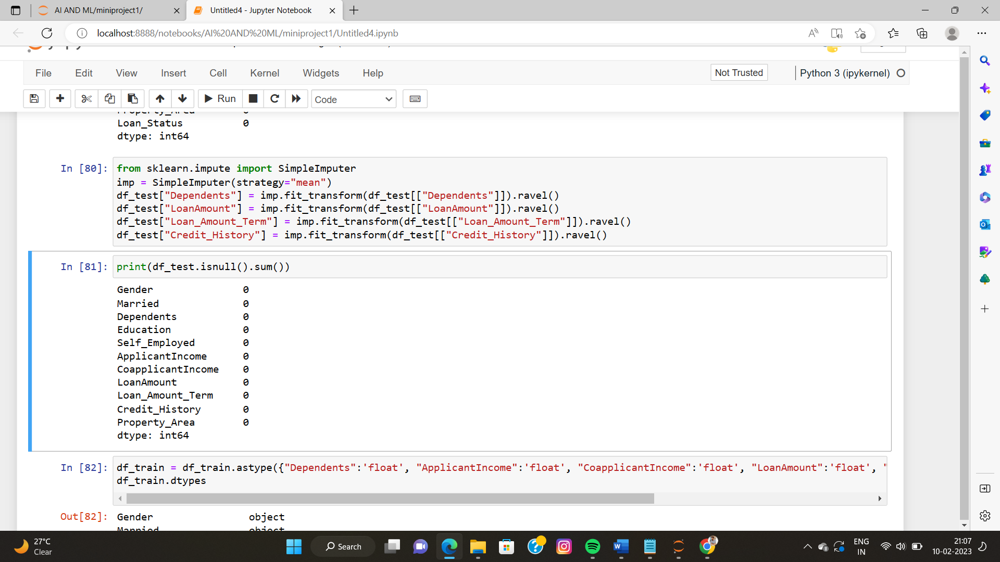 AI AND ML/miniproject1/
Untitled4 - Jupyter Notebook
localhost:8888/notebooks/AI%20AND%20ML/miniproject1/Untitled4.ipynb
File Edit View Insert Cell Kernel Widgets Help
Not Trusted
Python 3 (ipykernel)
Run
Code
Property_Area 0
Loan_Status 0
dtype: int64
In [80]:
from sklearn.impute import SimpleImputer
imp = SimpleImputer(strategy="mean")
df_test["Dependents"] = imp.fit_transform(df_test[["Dependents"]]).ravel()
df_test["LoanAmount"] = imp.fit_transform(df_test[["LoanAmount"]]).ravel()
df_test["Loan_Amount_Term"] = imp.fit_transform(df_test[["Loan_Amount_Term"]]).ravel()
df_test["Credit_History"] = imp.fit_transform(df_test[["Credit_History"]]).ravel()
In [81]:
print(df_test.isnull().sum())
Gender 0
Married 0
Dependents 0
Education 0
Self_Employed 0
ApplicantIncome 0
CoapplicantIncome 0
LoanAmount 0
Loan_Amount_Term 0
Credit_History 0
Property_Area 0
dtype: int64
In [82]:
df_train = df_train.astype({"Dependents":'float', "ApplicantIncome":'float', "CoapplicantIncome":'float', "LoanAmount":'float', "
df_train.dtypes
Out[82]:
Gender object
Married object
27°C
Clear
Search
ENG
IN
21:07
10-02-2023